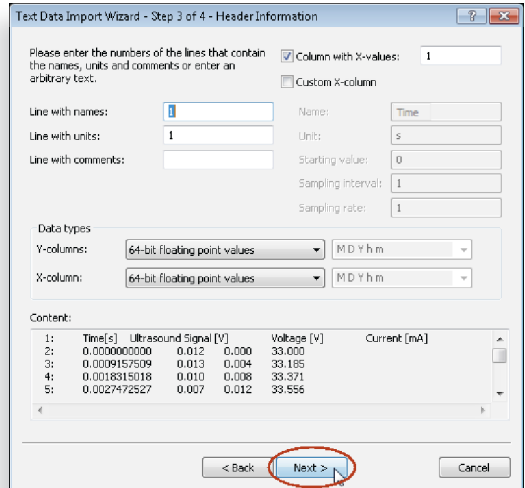 Text Data Import Wizard - Step 3 of 4 - Header Information
Please enter the numbers of the lines that contain
the names, units and comments or enter an
arbitrary text.
Column with X-values: 1
Custom X-column
Line with names: 1
Name: Time
Line with units: 1
Unit: s
Line with comments:
Starting value: 0
Sampling interval: 1
Sampling rate: 1
Data types
Y-columns: 64-bit floating point values M D Y h m
X-column: 64-bit floating point values M D Y h m
Content:
1: Time[s] Ultrasound Signal [V] Voltage [V] Current [mA]
2: 0.0000000000 0.012 0.000 33.000
3: 0.0009157509 0.013 0.004 33.185
4: 0.0018315018 0.010 0.008 33.371
5: 0.0027472527 0.007 0.012 33.556
< Back Next > Cancel